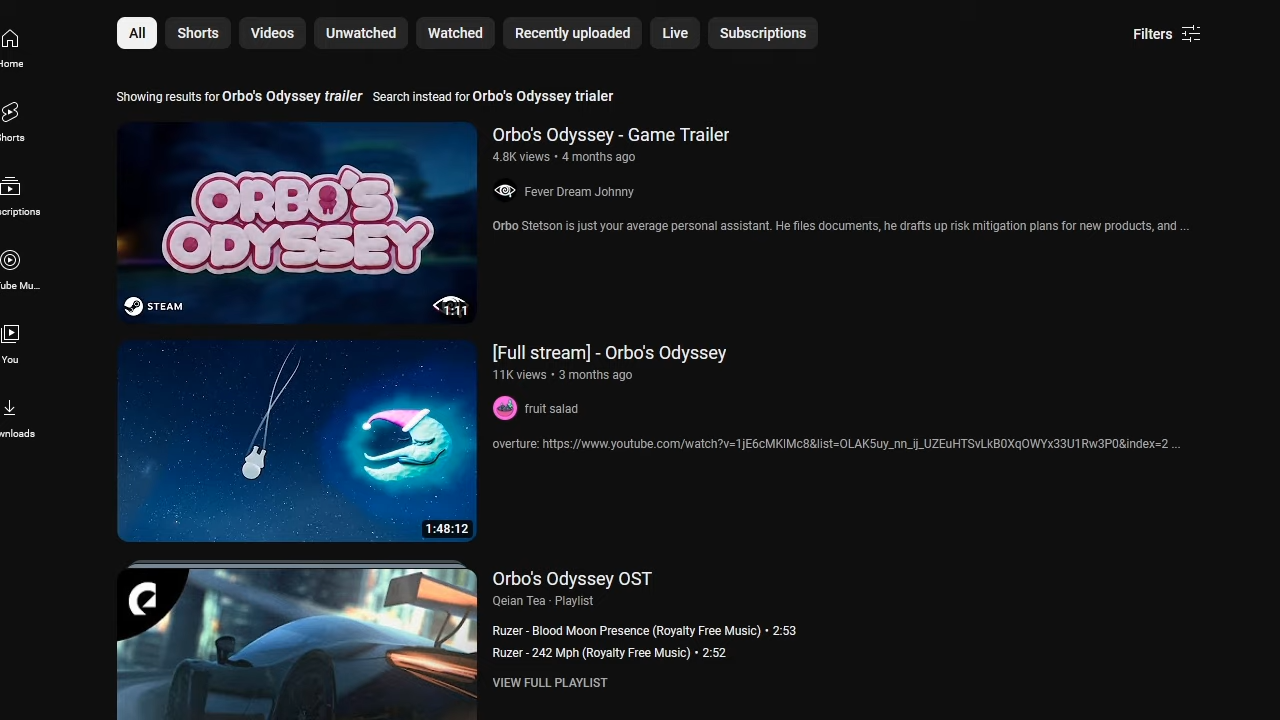 All
Shorts
Videos
Unwatched
Watched
Recently uploaded
Live
Subscriptions
Filters
Home
Shorts
scriptions
ube Mu...
You
wnloads
Showing results for Orbo's Odyssey trailer Search instead for Orbo's Odyssey trialer
ORBO'S
ODYSSEY
STEAM
1:11
Orbo's Odyssey - Game Trailer
4.8K views • 4 months ago
Fever Dream Johnny
Orbo Stetson is just your average personal assistant. He files documents, he drafts up risk mitigation plans for new products, and ...
1:48:12
[Full stream] - Orbo's Odyssey
11K views • 3 months ago
fruit salad
overture: https://www.youtube.com/watch?v=1jE6cMKlMc8&list=OLAK5uy_nn_ij_UZEuHTSvLkB0XqOWYx33U1Rw3P0&index=2 ...
Orbo's Odyssey OST
Qeian Tea · Playlist
Ruzer - Blood Moon Presence (Royalty Free Music) • 2:53
Ruzer - 242 Mph (Royalty Free Music) • 2:52
VIEW FULL PLAYLIST